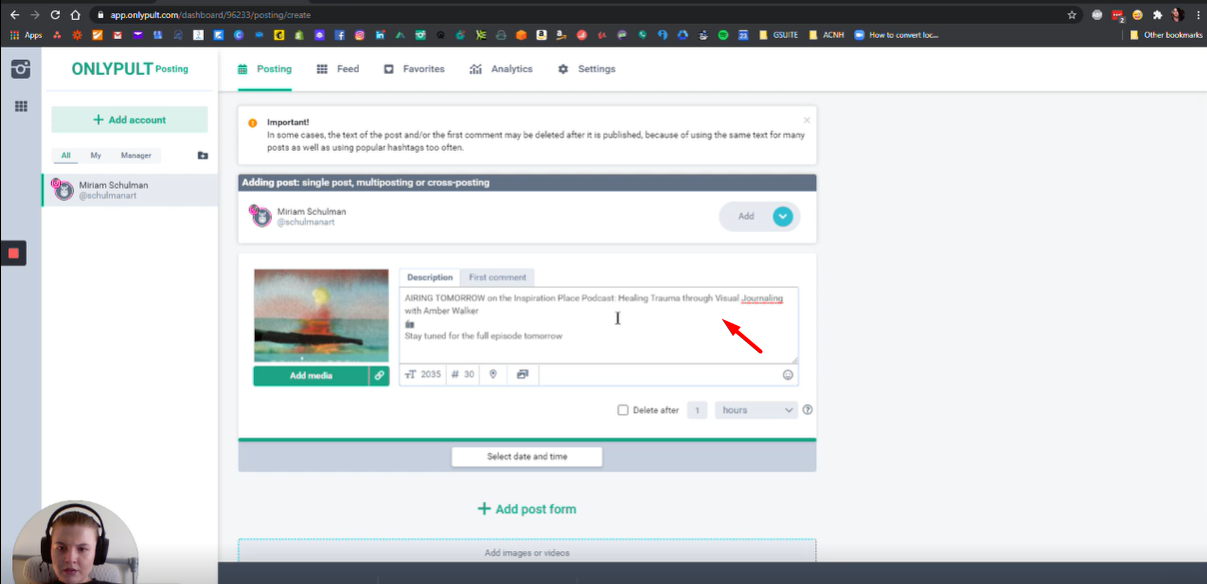 app.onlypult.com/dashboard/96233/posting/create
Apps
GSUITE
ACNH
How to convert loc...
Other bookmarks
ONLYPULT Posting
Posting
Feed
Favorites
Analytics
Settings
+ Add account
All
My
Manager
Miriam Schulman
@schulmanart
Important!
In some cases, the text of the post and/or the first comment may be deleted after it is published, because of using the same text for many
posts as well as using popular hashtags too often.
Adding post: single post, multiposting or cross-posting
Miriam Schulman
@schulmanart
Add
Description
First comment
AIRING TOMORROW on the Inspiration Place Podcast: Healing Trauma through Visual Journaling
with Amber Walker
Stay tuned for the full episode tomorrow
Add media
2035
# 30
Delete after
1
hours
Select date and time
+ Add post form
Add images or videos